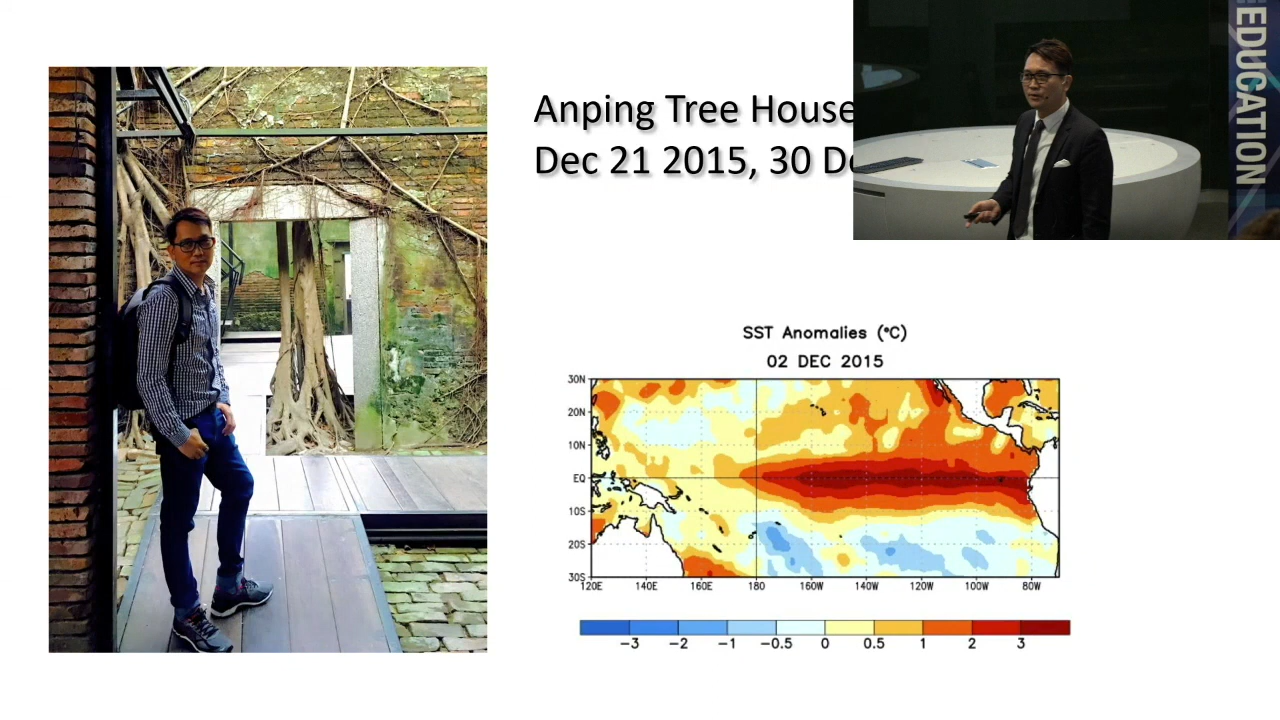 Anping Tree House
Dec 21 2015, 30 De
EDUCATION
SST Anomalies (°C)
02 DEC 2015
30N
20N
10N
EQ
10S
20S
30S
120E 140E 160E 180 160W 140W 120W 100W 80W
−3 −2 −1 −0.5 0 0.5 1 2 3